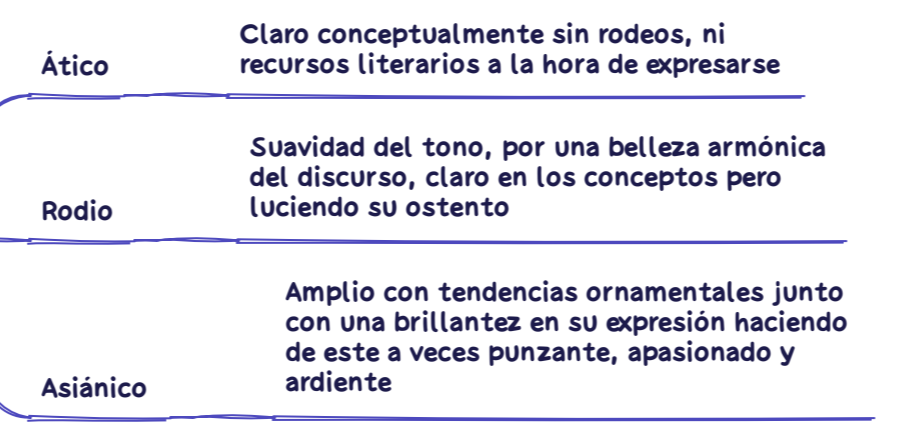 Claro conceptualmente sin rodeos, ni
recursos literarios a la hora de expresarse
Ático
Suavidad del tono, por una belleza armónica
del discurso, claro en los conceptos pero
luciendo su ostento
Rodio
Amplio con tendencias ornamentales junto
con una brillantez en su expresión haciendo
de este a veces punzante, apasionado y
ardiente
Asiánico